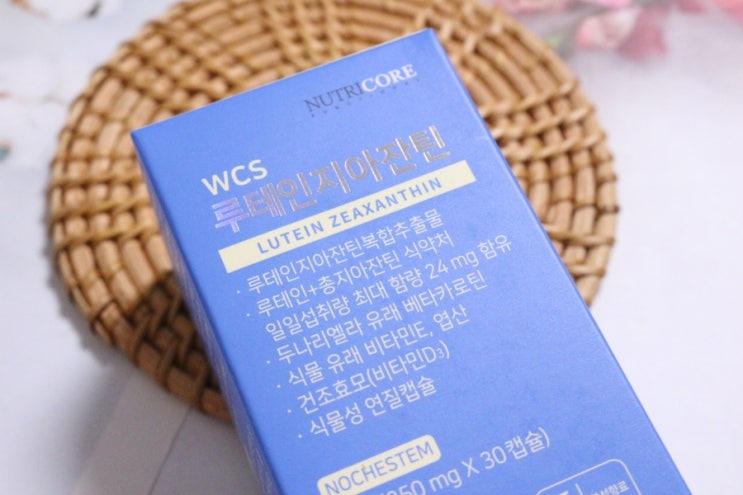 NUTRICORE
WCS
루테인지아잔틴
LUTEIN ZEAXANTHIN
· 루테인지아잔틴복합추출물
· 루테인+총지아잔틴 식약처
일일섭취량 최대 함량 24 mg 함유
· 두나리엘라 유래 베타카로틴
· 식물 유래 비타민E, 엽산
· 건조효모(비타민D₃)
· 식물성 연질캡슐
NOCHESTEM
mg X 30캡슐)